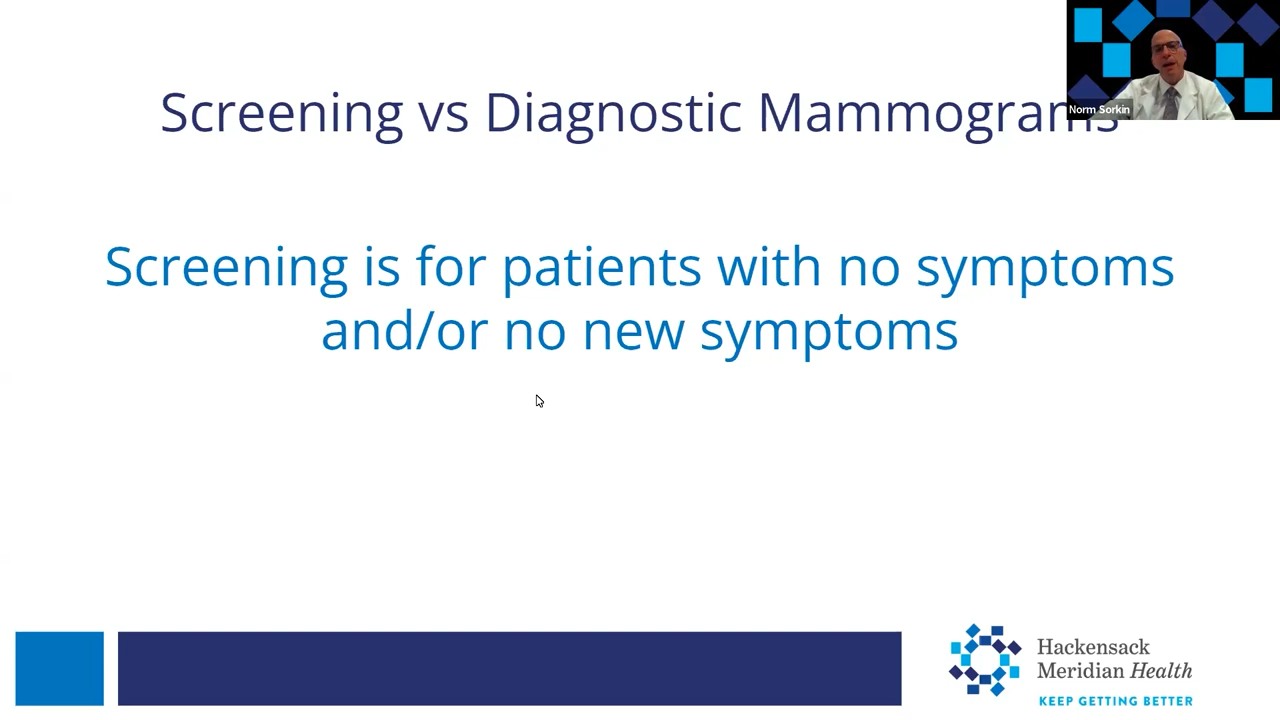 Screening vs Diagnostic Mammograms
Norm Sorkin
Screening is for patients with no symptoms
and/or no new symptoms
Hackensack
Meridian Health
KEEP GETTING BETTER